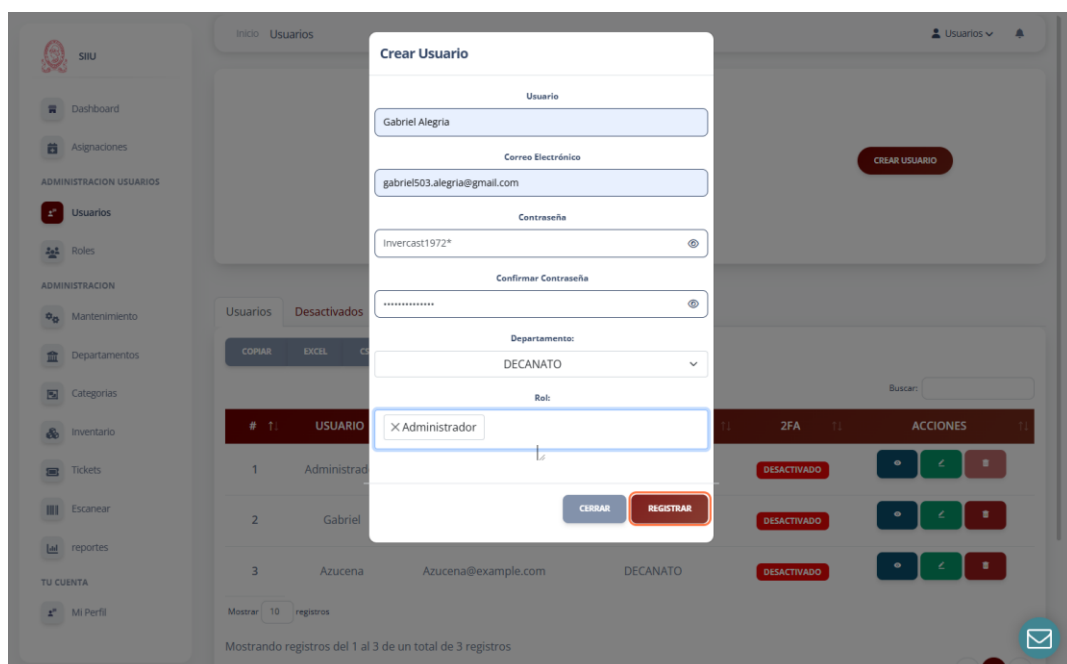 SIIU
Inicio Usuarios
Usuarios
Dashboard
Asignaciones
ADMINISTRACION USUARIOS
Usuarios
Roles
ADMINISTRACION
Mantenimiento
Departamentos
Categorias
Inventario
Tickets
Escanear
reportes
TU CUENTA
Mi Perfil
CREAR USUARIO
Crear Usuario
Usuario
Gabriel Alegria
Correo Electrónico
gabriel503.alegria@gmail.com
Contraseña
Invercast1972*
Confirmar Contraseña
••••••••••••••
Departamento:
DECANATO
Rol:
×Administrador
CERRAR REGISTRAR
Usuarios Desactivados
COPIAR EXCEL
Buscar:
# USUARIO 2FA ACCIONES
1 Administrad DESACTIVADO
2 Gabriel DESACTIVADO
3 Azucena Azucena@example.com DECANATO DESACTIVADO
Mostrar 10 registros
Mostrando registros del 1 al 3 de un total de 3 registros